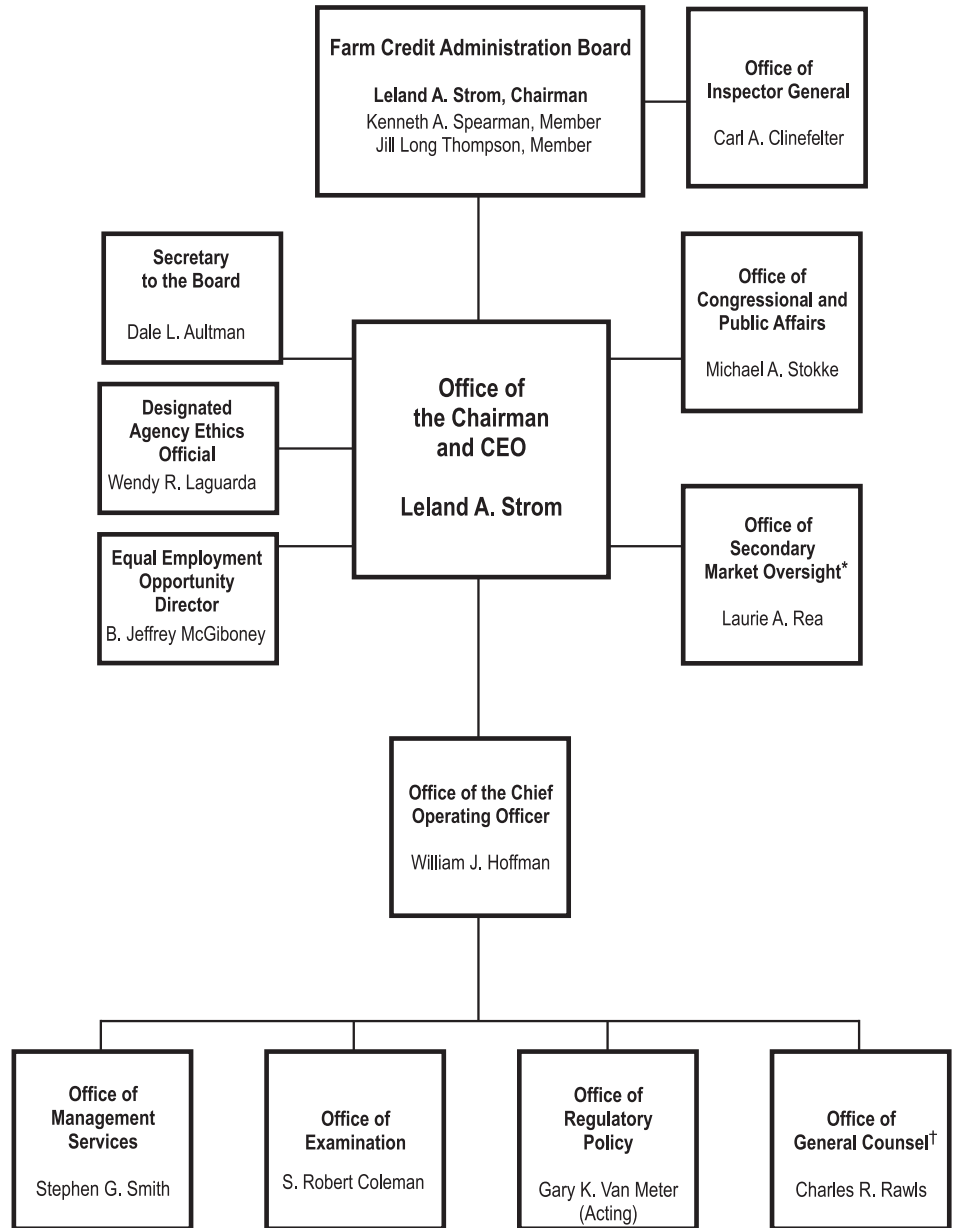 Farm Credit Administration Board
Leland A. Strom, Chairman
Kenneth A. Spearman, Member
Jill Long Thompson, Member
Office of
Inspector General
Carl A. Clinefelter
Secretary
to the Board
Dale L. Aultman
Designated
Agency Ethics
Official
Wendy R. Laguarda
Equal Employment
Opportunity
Director
B. Jeffrey McGiboney
Office of
the Chairman
and CEO
Leland A. Strom
Office of
Congressional and
Public Affairs
Michael A. Stokke
Office of
Secondary
Market Oversight*
Laurie A. Rea
Office of the Chief
Operating Officer
William J. Hoffman
Office of
Management
Services
Stephen G. Smith
Office of
Examination
S. Robert Coleman
Office of
Regulatory
Policy
Gary K. Van Meter
(Acting)
Office of
General Counsel†
Charles R. Rawls